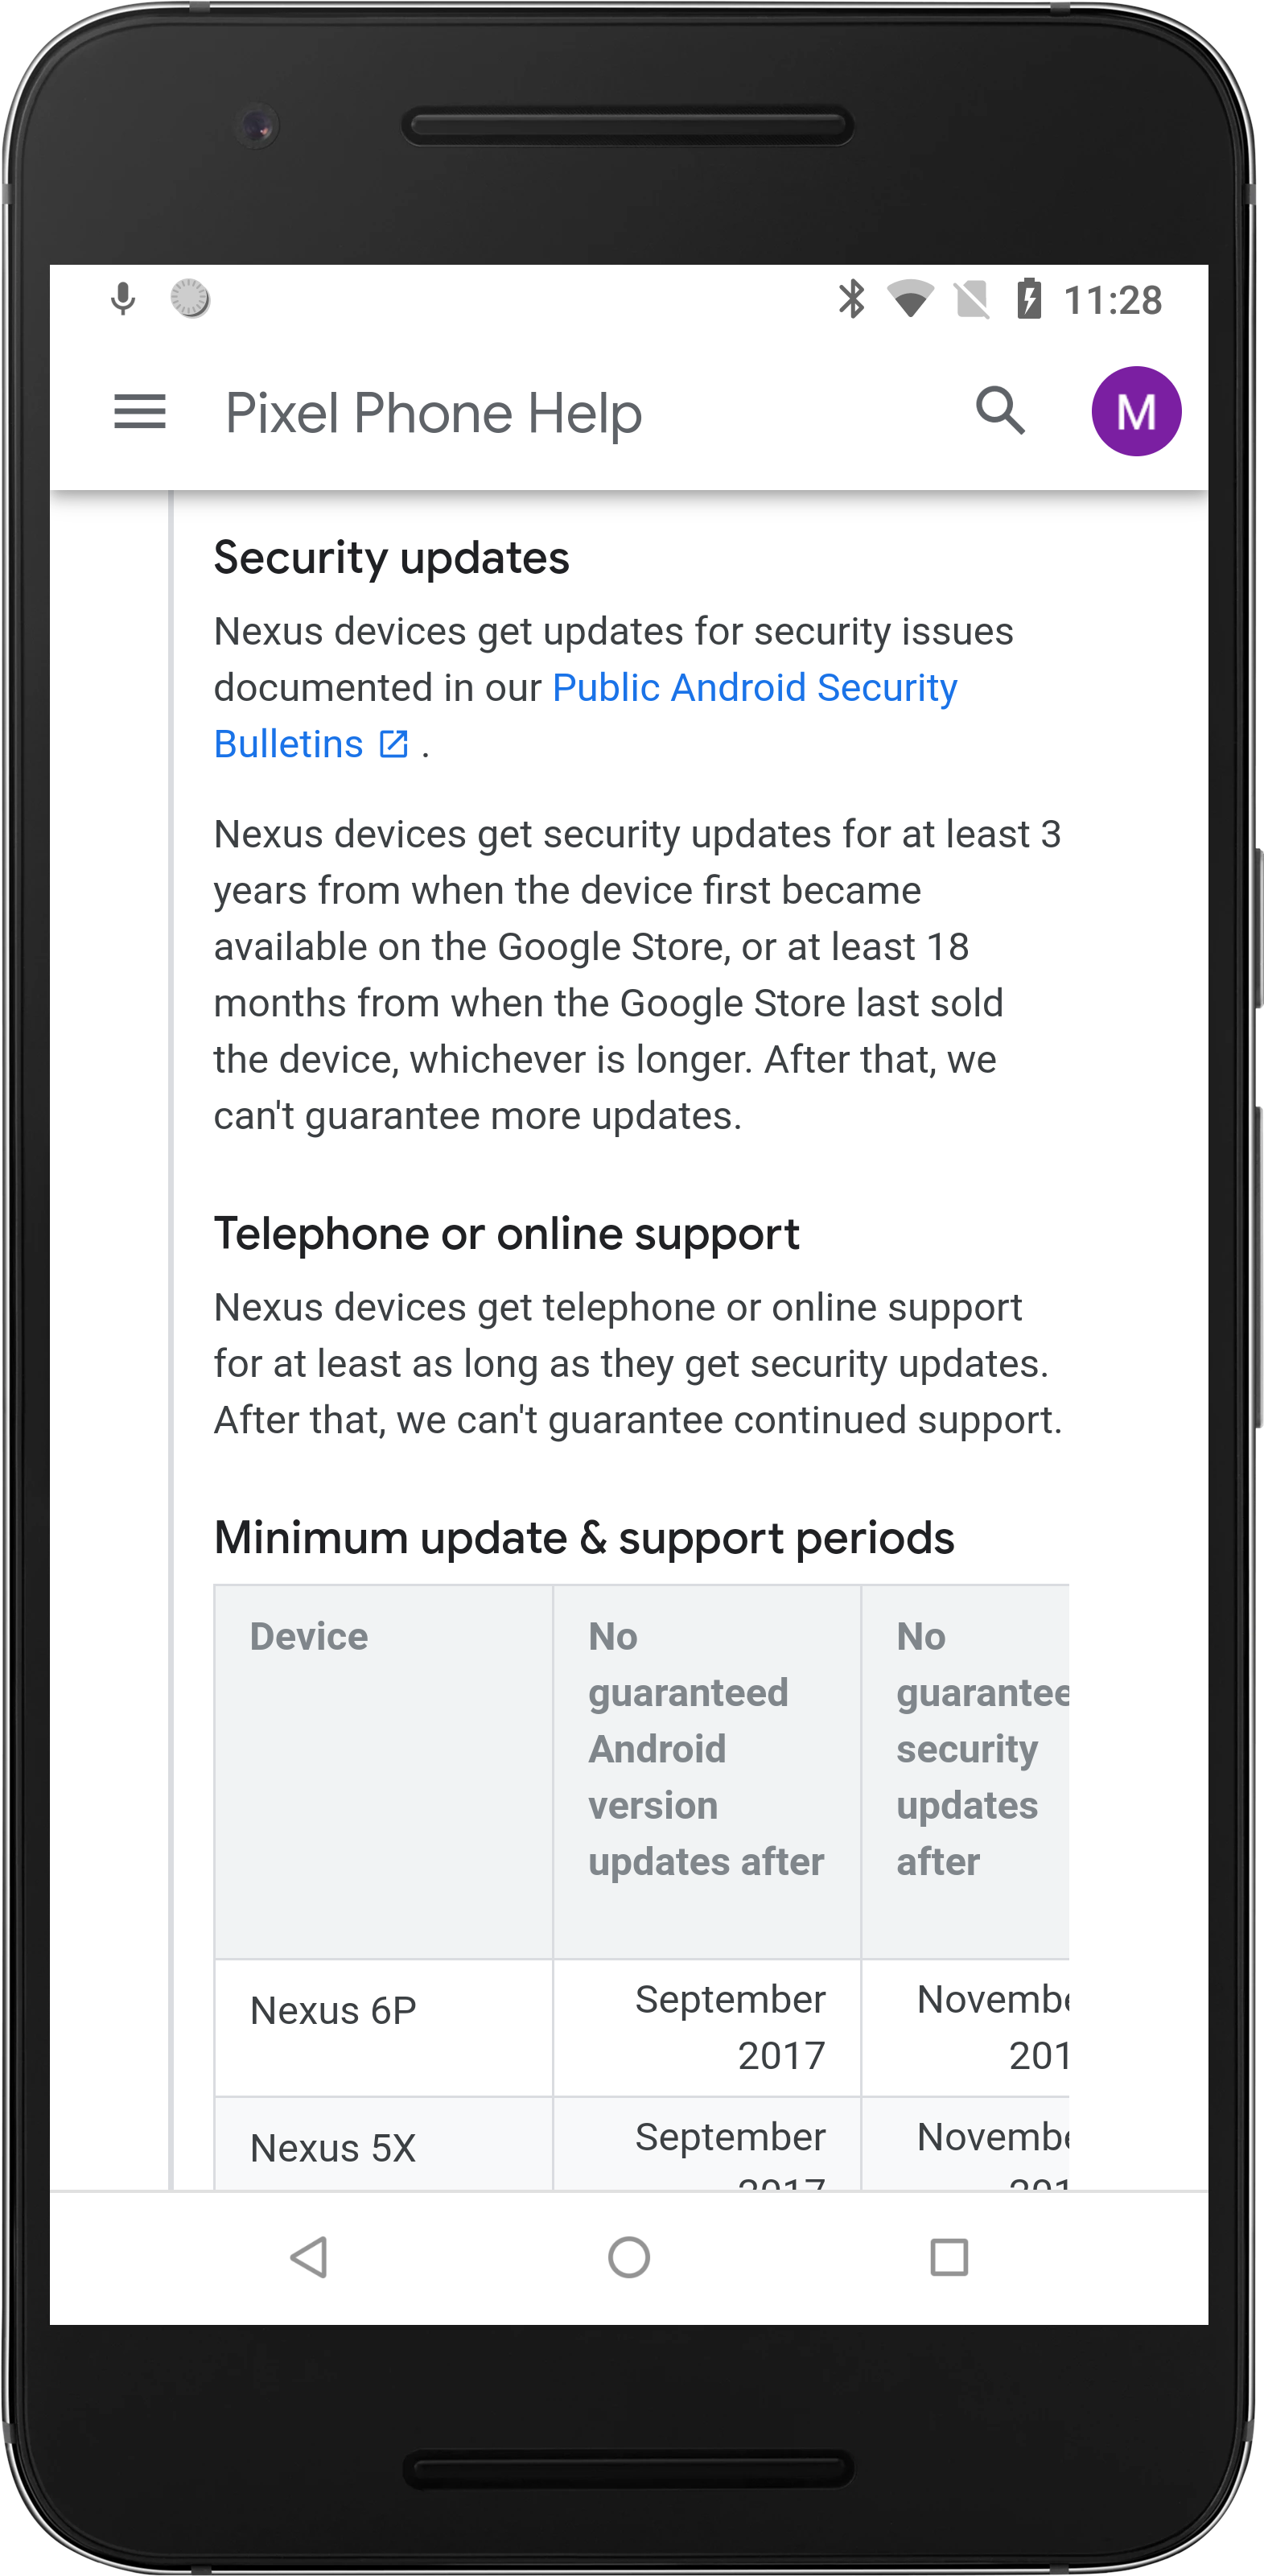 11:28
Pixel Phone Help
M
Security updates
Nexus devices get updates for security issues
documented in our Public Android Security
Bulletins .
Nexus devices get security updates for at least 3
years from when the device first became
available on the Google Store, or at least 18
months from when the Google Store last sold
the device, whichever is longer. After that, we
can't guarantee more updates.
Telephone or online support
Nexus devices get telephone or online support
for at least as long as they get security updates.
After that, we can't guarantee continued support.
Minimum update & support periods
Device
No
guaranteed
Android
version
updates after
No
security
updates
after
Nexus 6P
September
2017
Nexus 5X
September
2017